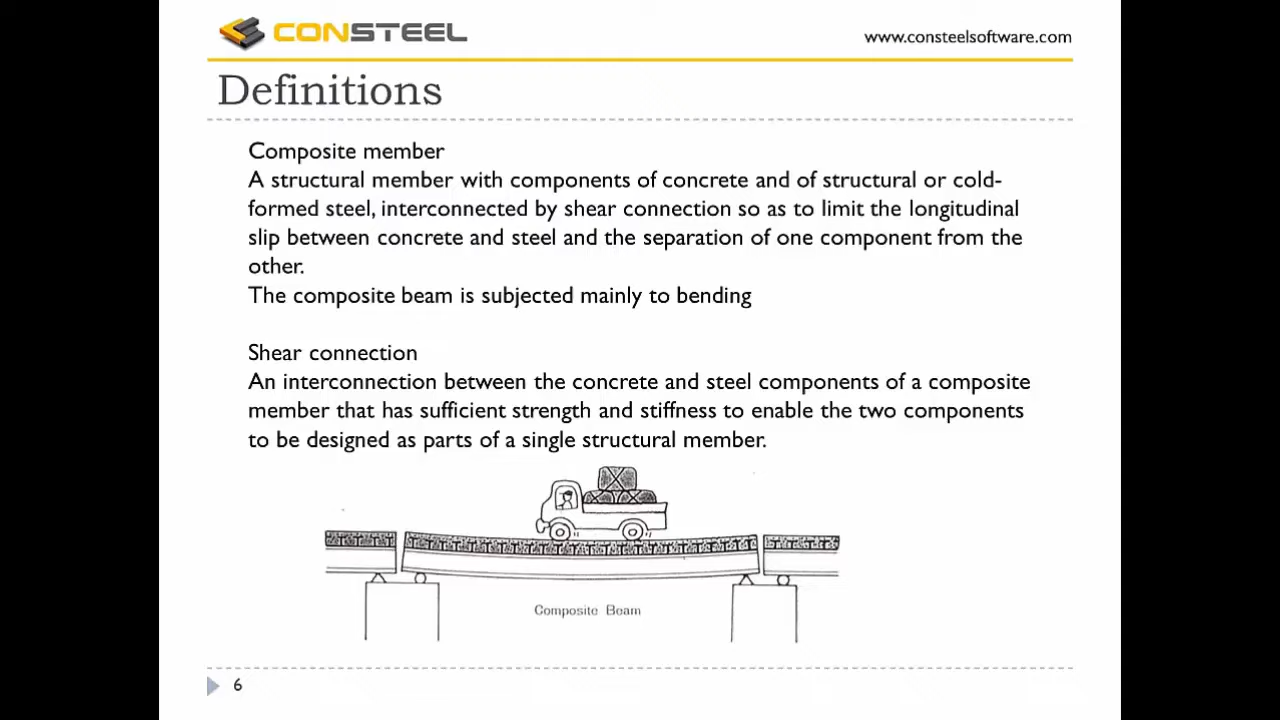 CONSTEEL
www.consteelsoftware.com
Definitions
Composite member
A structural member with components of concrete and of structural or cold-
formed steel, interconnected by shear connection so as to limit the longitudinal
slip between concrete and steel and the separation of one component from the
other.
The composite beam is subjected mainly to bending
Shear connection
An interconnection between the concrete and steel components of a composite
member that has sufficient strength and stiffness to enable the two components
to be designed as parts of a single structural member.
Composite Beam
6